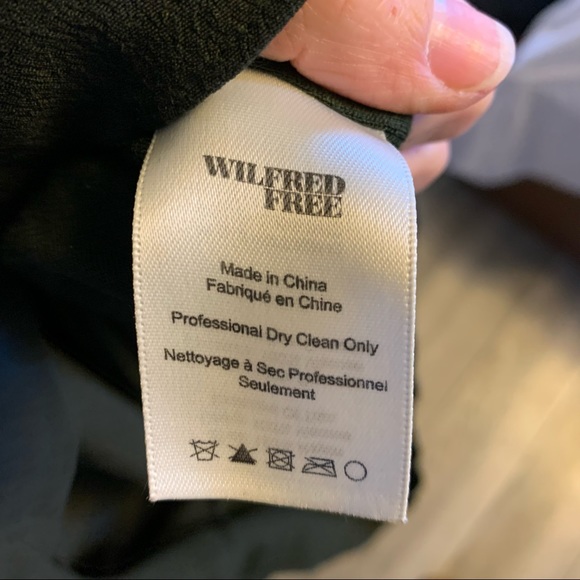 WILFRED
FREE
Made in China
Fabriqué en Chine
Professional Dry Clean Only
Nettoyage à Sec Professionnel
Seulement